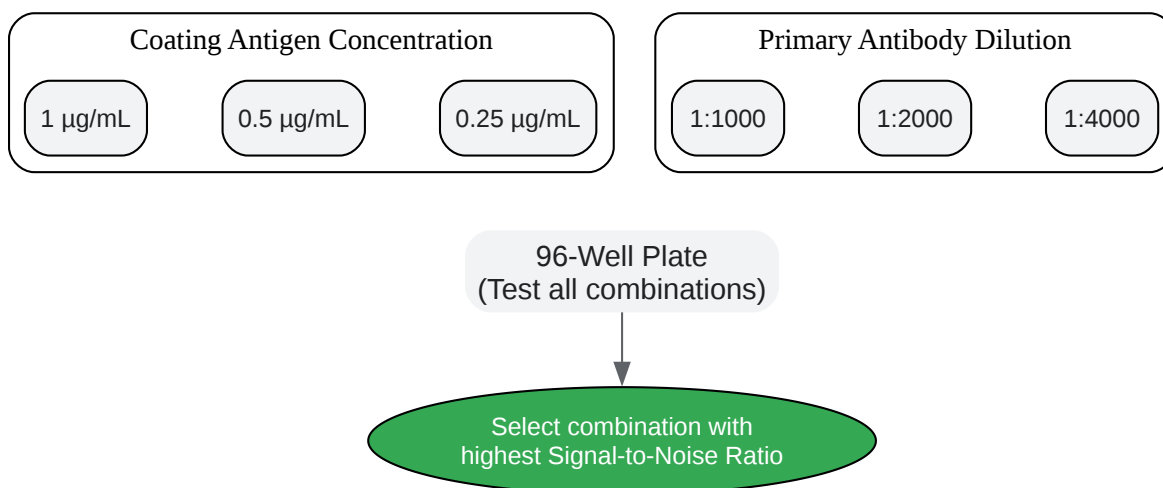 Coating Antigen Concentration
1 µg/mL
0.5 µg/mL
0.25 µg/mL
Primary Antibody Dilution
1:1000
1:2000
1:4000
96-Well Plate
(Test all combinations)
Select combination with
highest Signal-to-Noise Ratio